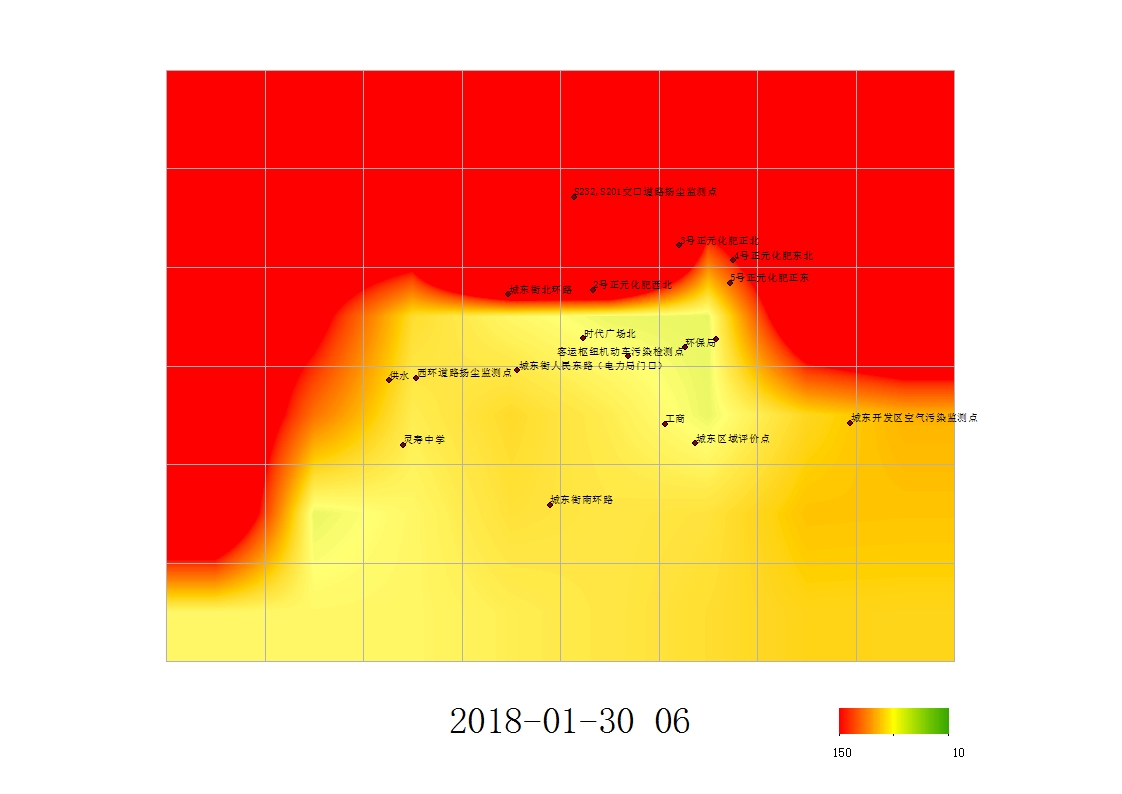 S232,S201交口道路扬尘监测点
3号正元化肥正北
4号正元化肥东北
5号正元化肥正东
2号正元化肥西北
城东街北环路
时代广场北
环保局
客运枢纽机动车污染检测点
城东街人民东路（电力局门口）
供水
西环道路扬尘监测点
工商
城东开发区空气污染监测点
城东区域评价点
灵寿中学
城东街南环路
2018-01-30 06
150
10